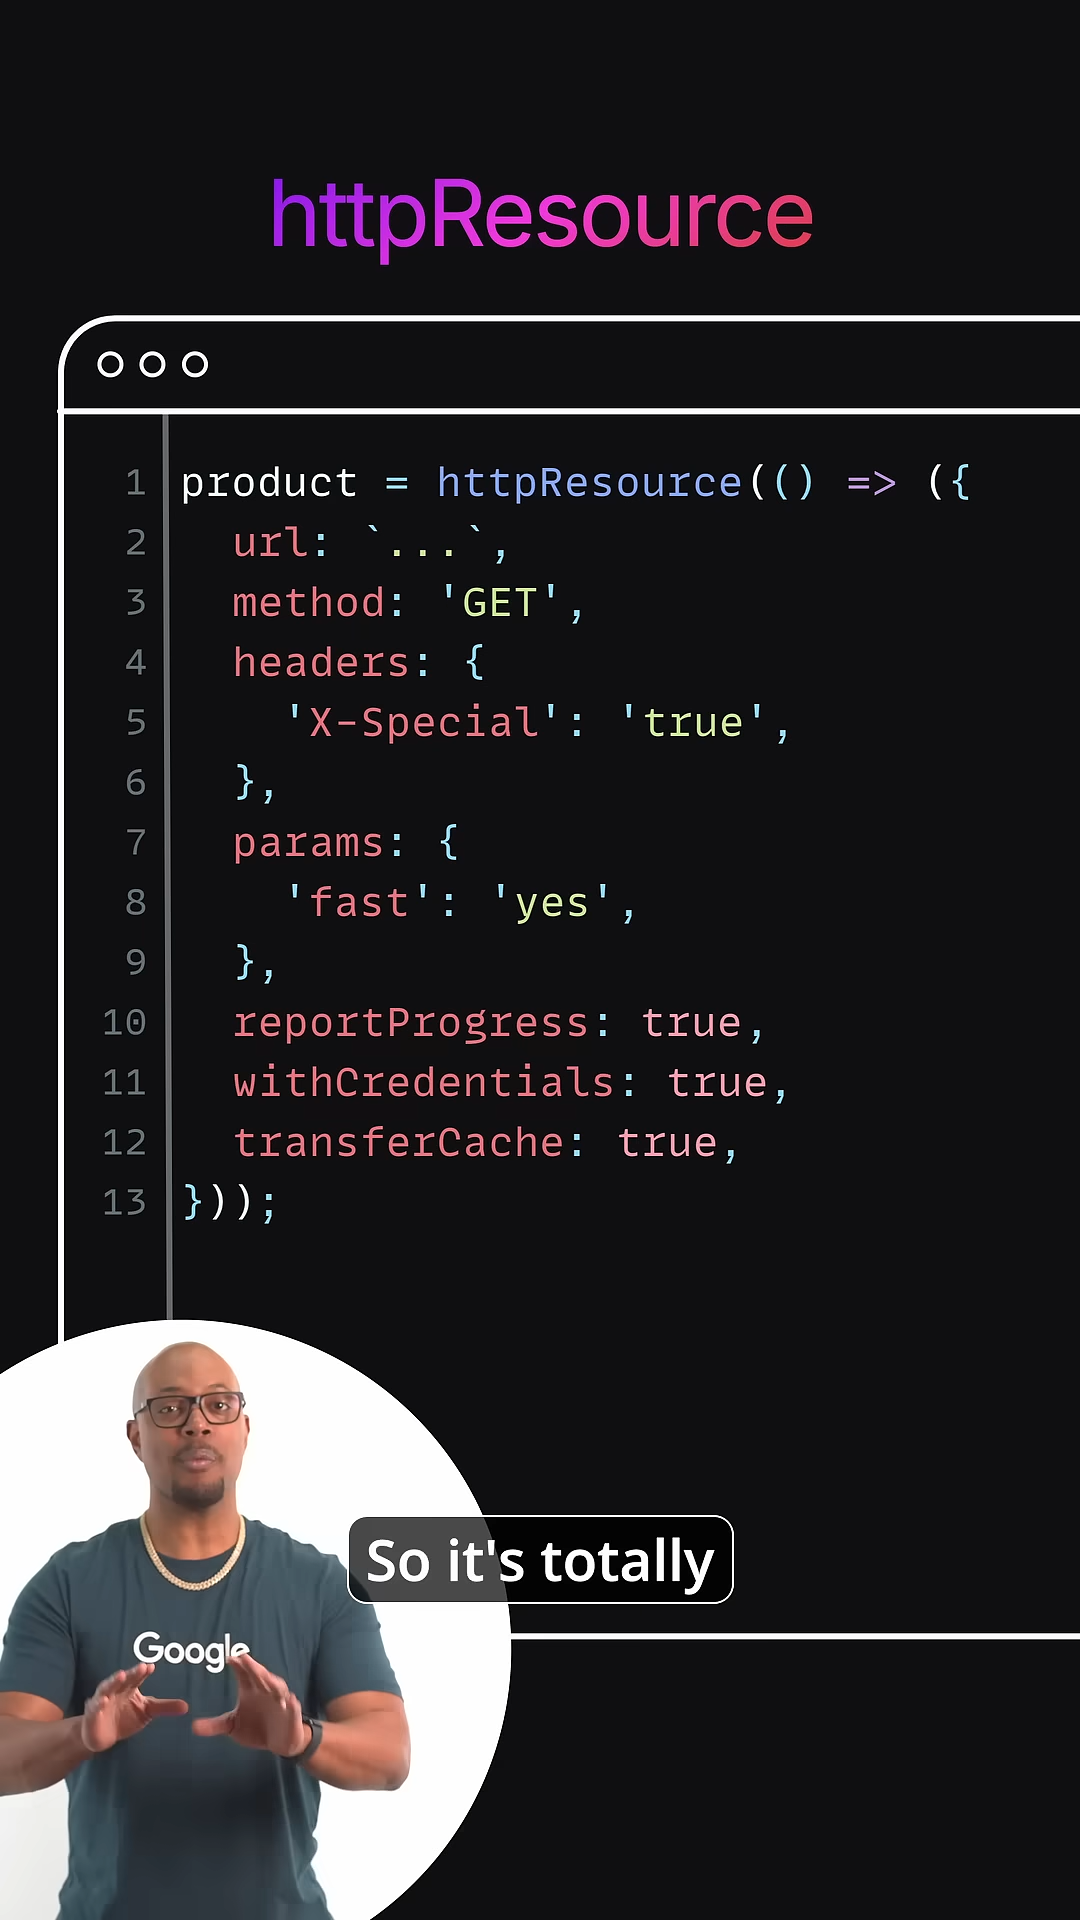 httpResource
1 product = httpResource(() => ({
2   url: `...`,
3   method: 'GET',
4   headers: {
5     'X-Special': 'true',
6   },
7   params: {
8     'fast': 'yes',
9   },
10   reportProgress: true,
11   withCredentials: true,
12   transferCache: true,
13 }));
So it's totally
Google